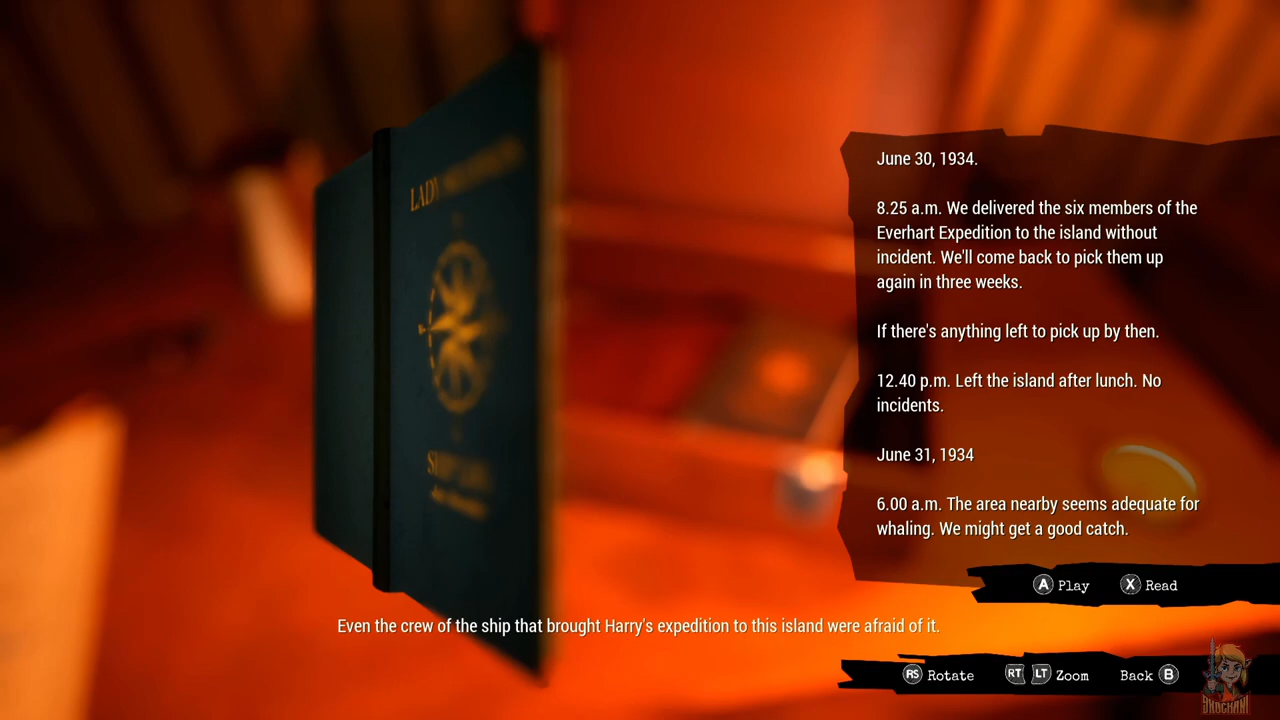 LADY
June 30, 1934.
8.25 a.m. We delivered the six members of the
Everhart Expedition to the island without
incident. We'll come back to pick them up
again in three weeks.
If there's anything left to pick up by then.
12.40 p.m. Left the island after lunch. No
incidents.
June 31, 1934
6.00 a.m. The area nearby seems adequate for
whaling. We might get a good catch.
A Play X Read
Even the crew of the ship that brought Harry's expedition to this island were afraid of it.
RS Rotate RT LT Zoom Back B